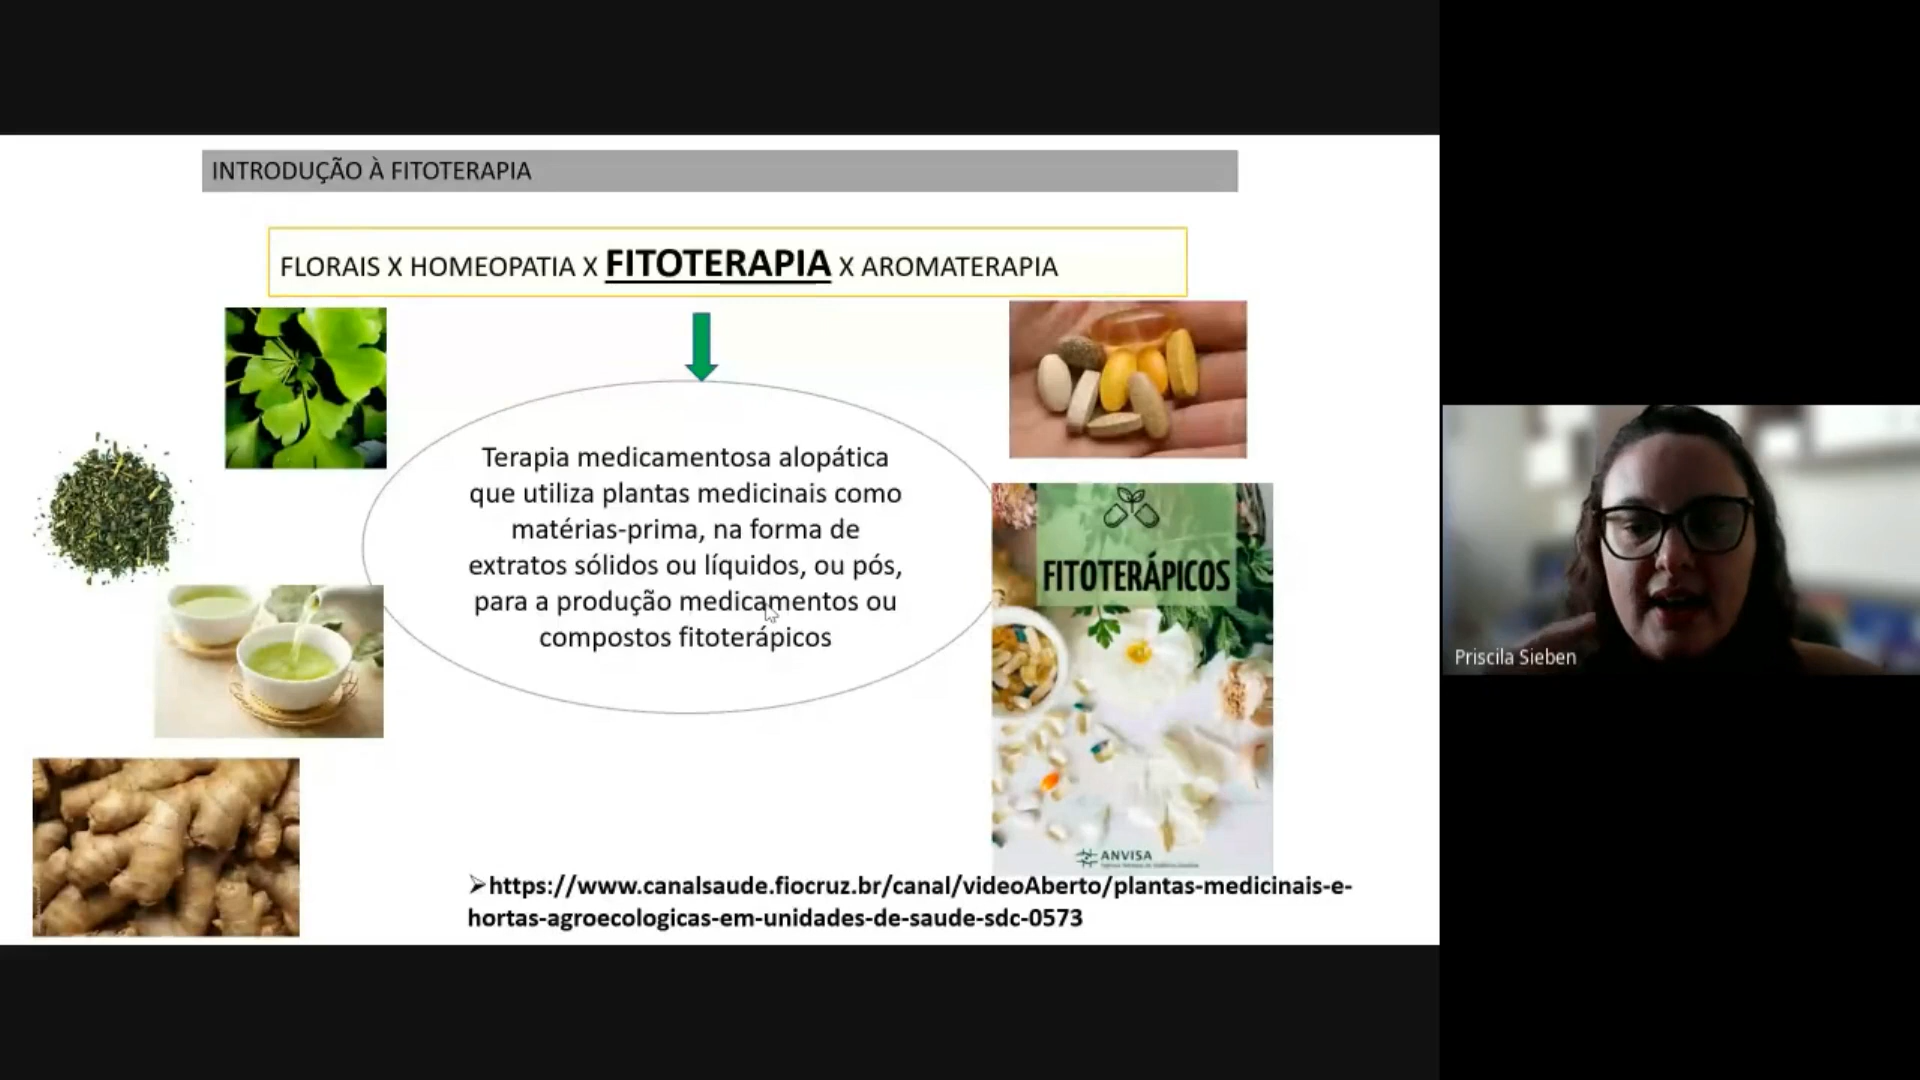 INTRODUÇÃO À FITOTERAPIA
FLORAIS X HOMEOPATIA X FITOTERAPIA X AROMATERAPIA
Terapia medicamentosa alopática
que utiliza plantas medicinais como
matérias-prima, na forma de
extratos sólidos ou líquidos, ou pós,
para a produção medicamentos ou
compostos fitoterápicos
FITOTERÁPICOS
ANVISA
➢https://www.canalsaude.fiocruz.br/canal/videoAberto/plantas-medicinais-e-
hortas-agroecologicas-em-unidades-de-saude-sdc-0573
Priscila Sieben